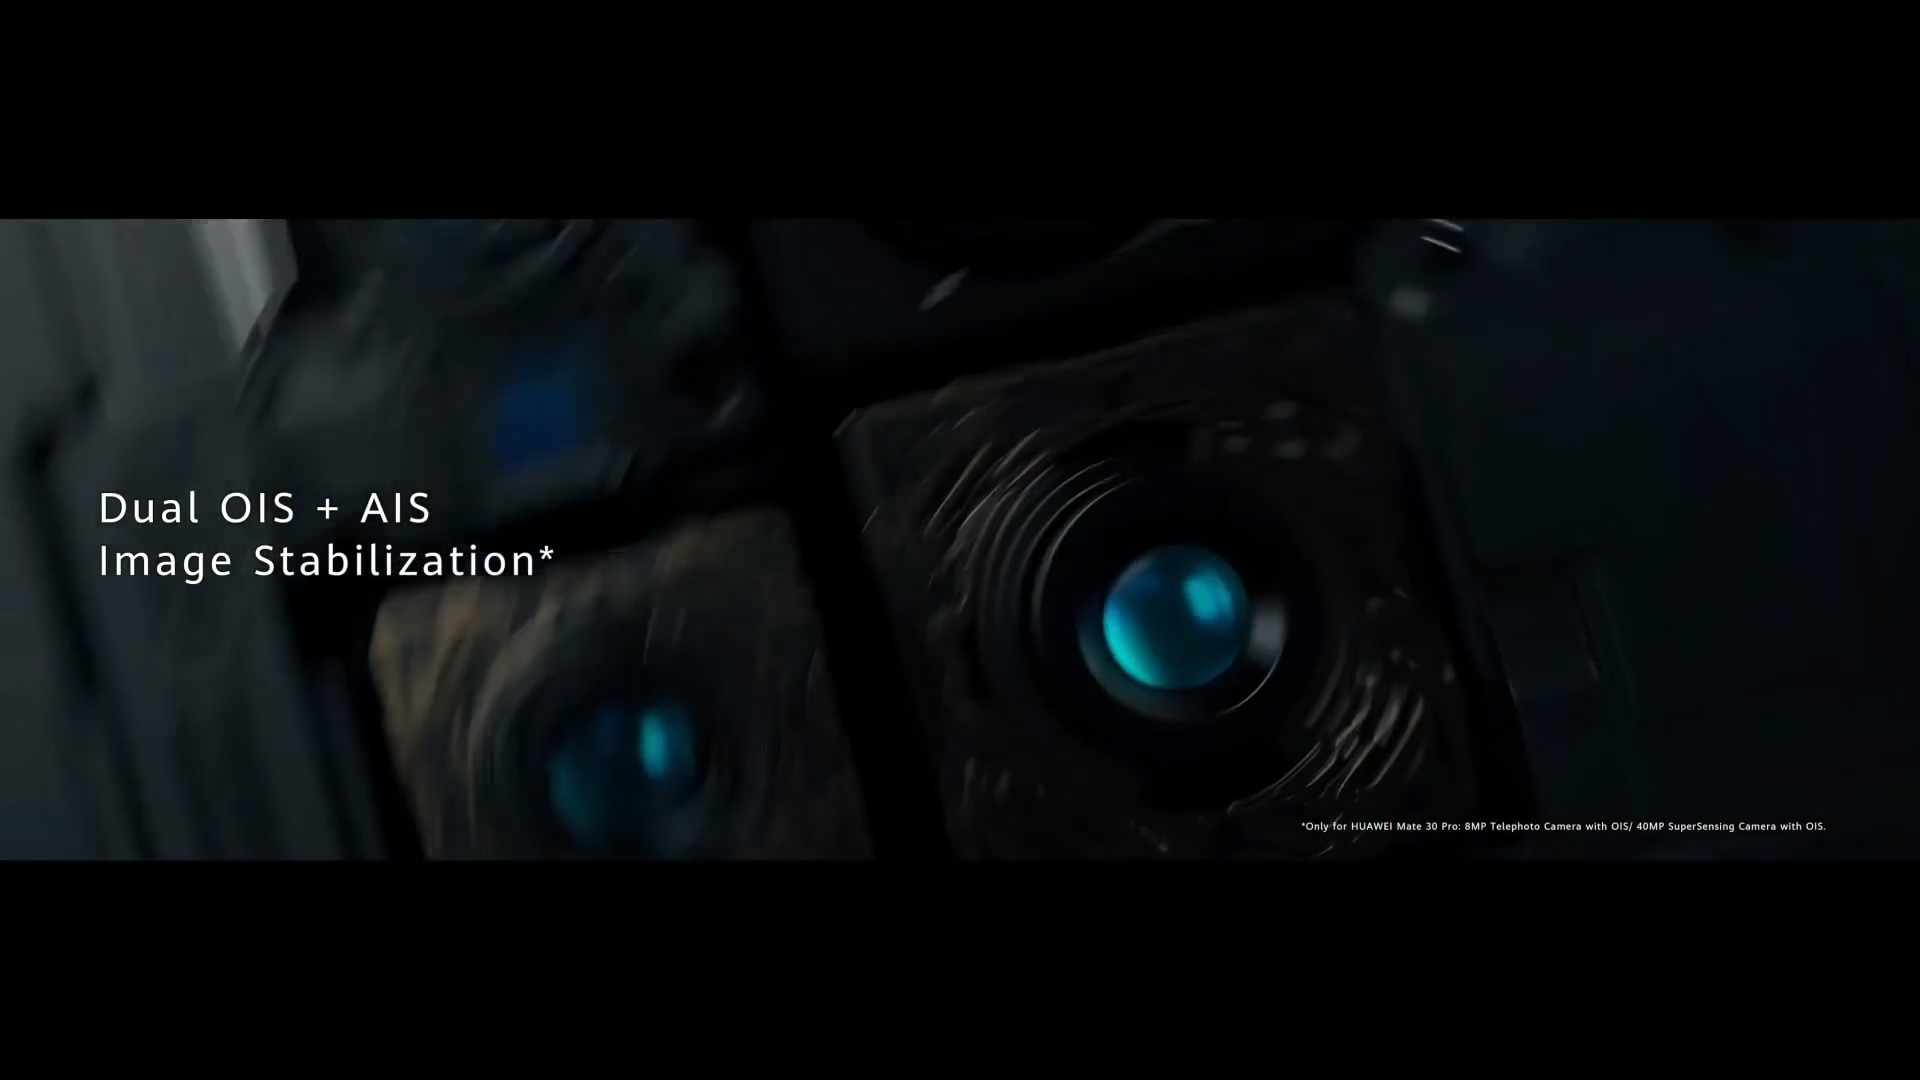 Dual OIS + AIS
Image Stabilization*
*Only for HUAWEI Mate 30 Pro: 8MP Telephoto Camera with OIS/ 40MP SuperSensing Camera with OIS.